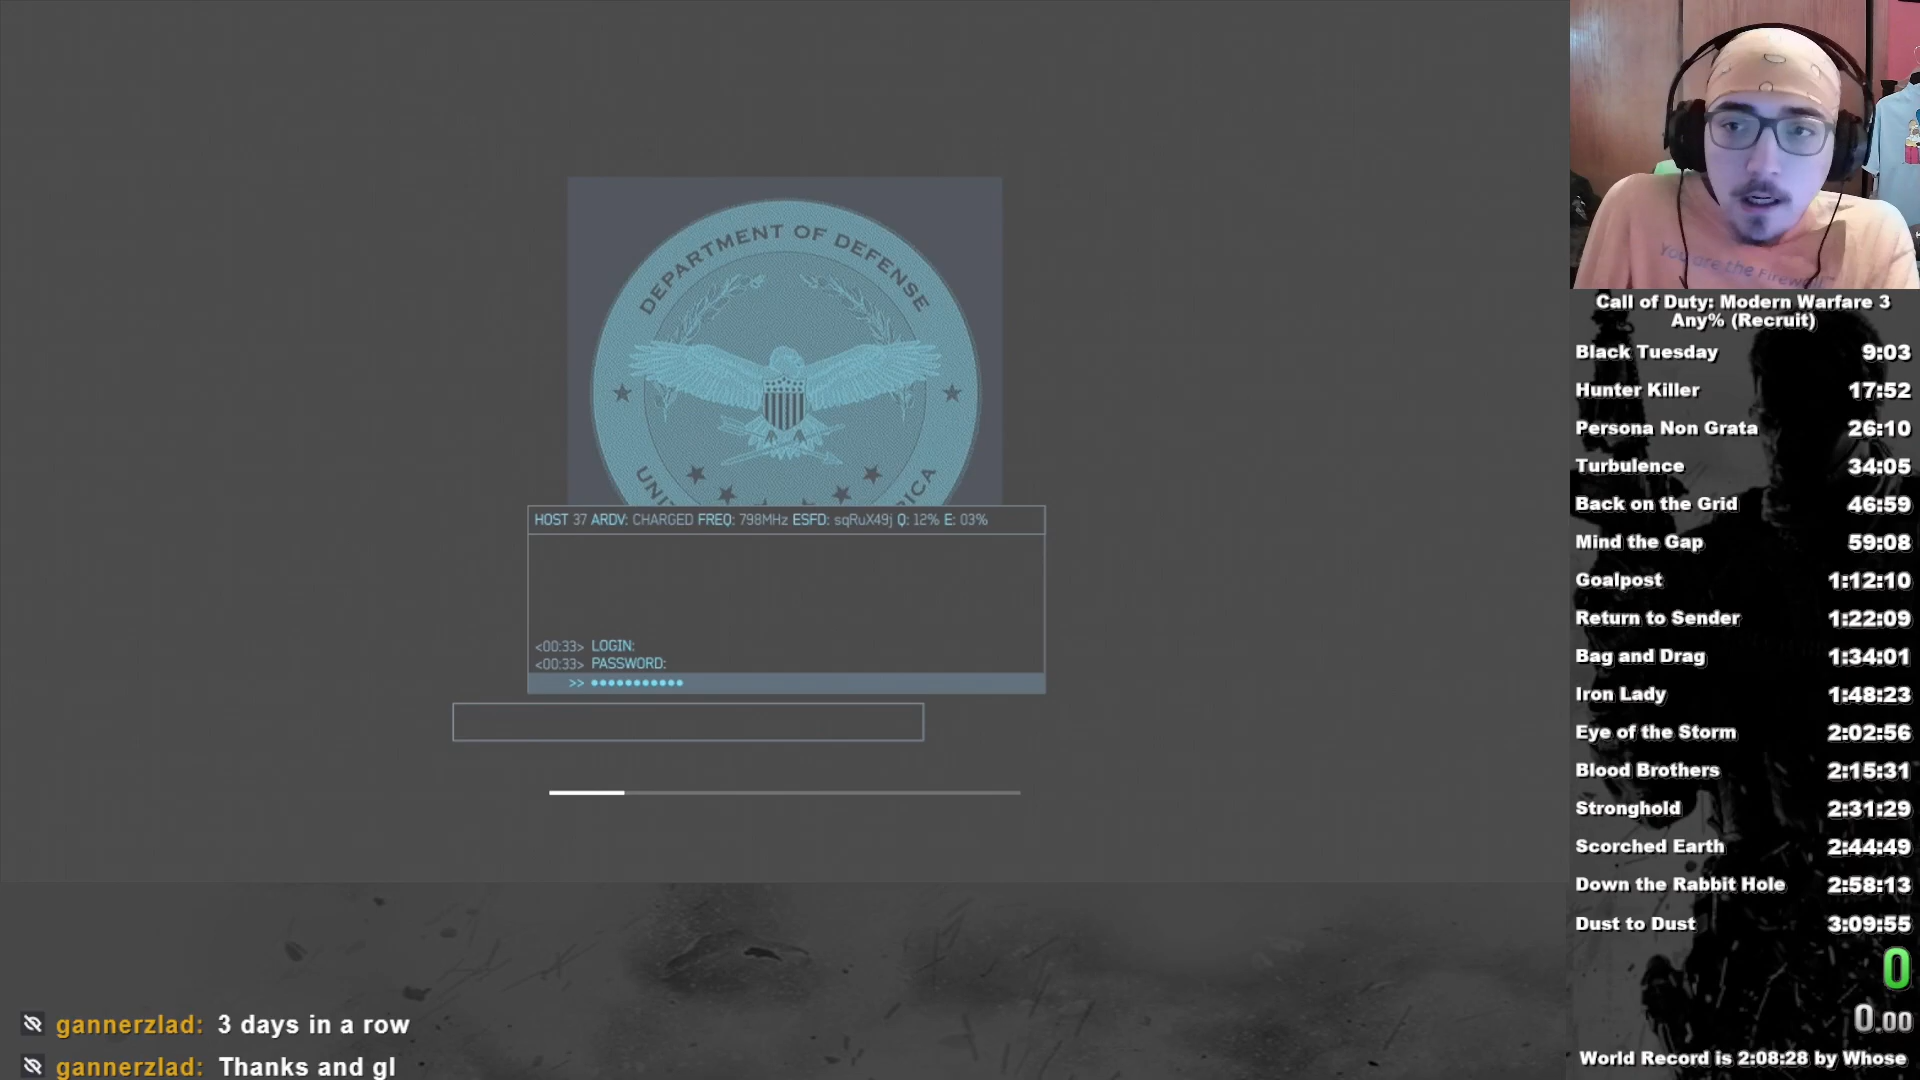 DEPARTMENT OF DEFENSE
HOST 37 ARDV: CHARGED FREQ: 798MHz ESFD: sqRuX49j Q: 12% E: 03%
<00:33> LOGIN:
<00:33> PASSWORD:
>> •••••••••••
gannerzlad: 3 days in a row
gannerzlad: Thanks and gl
You are the Firewall
Call of Duty: Modern Warfare 3
Any% (Recruit)
Black Tuesday 9:03
Hunter Killer 17:52
Persona Non Grata 26:10
Turbulence 34:05
Back on the Grid 46:59
Mind the Gap 59:08
Goalpost 1:12:10
Return to Sender 1:22:09
Bag and Drag 1:34:01
Iron Lady 1:48:23
Eye of the Storm 2:02:56
Blood Brothers 2:15:31
Stronghold 2:31:29
Scorched Earth 2:44:49
Down the Rabbit Hole 2:58:13
Dust to Dust 3:09:55
0
0.00
World Record is 2:08:28 by Whose